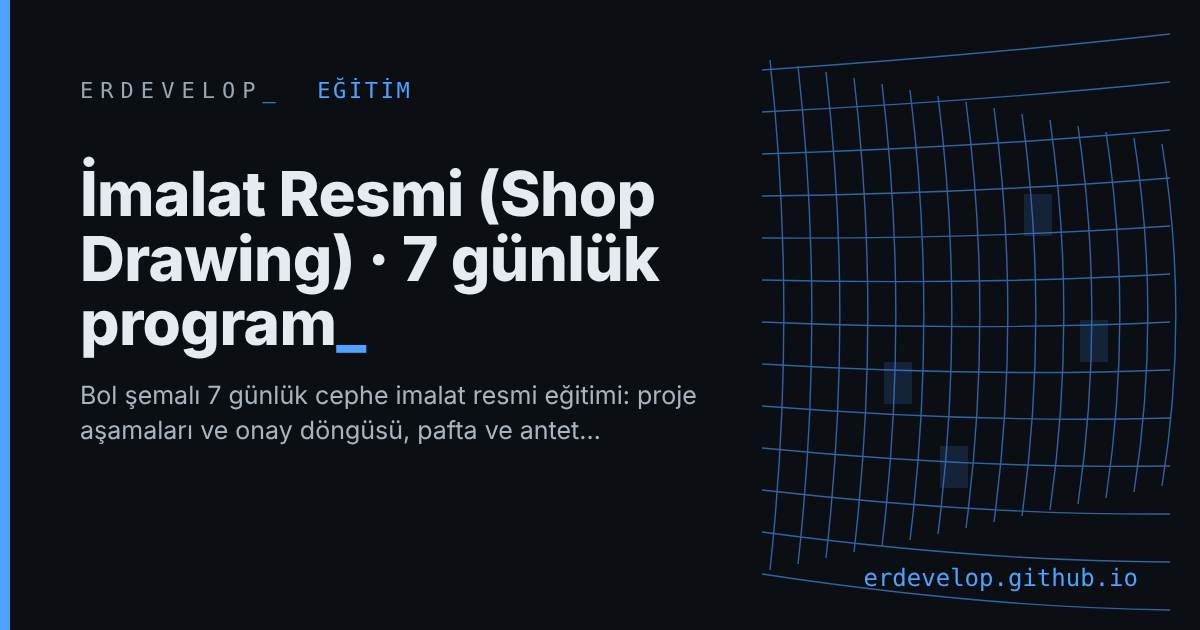 ERDEVELOP_ EĞİTİM
İmalat Resmi (Shop
Drawing) · 7 günlük
program_
Bol şemalı 7 günlük cephe imalat resmi eğitimi: proje
aşamaları ve onay döngüsü, pafta ve antet…
erdevelop.github.io